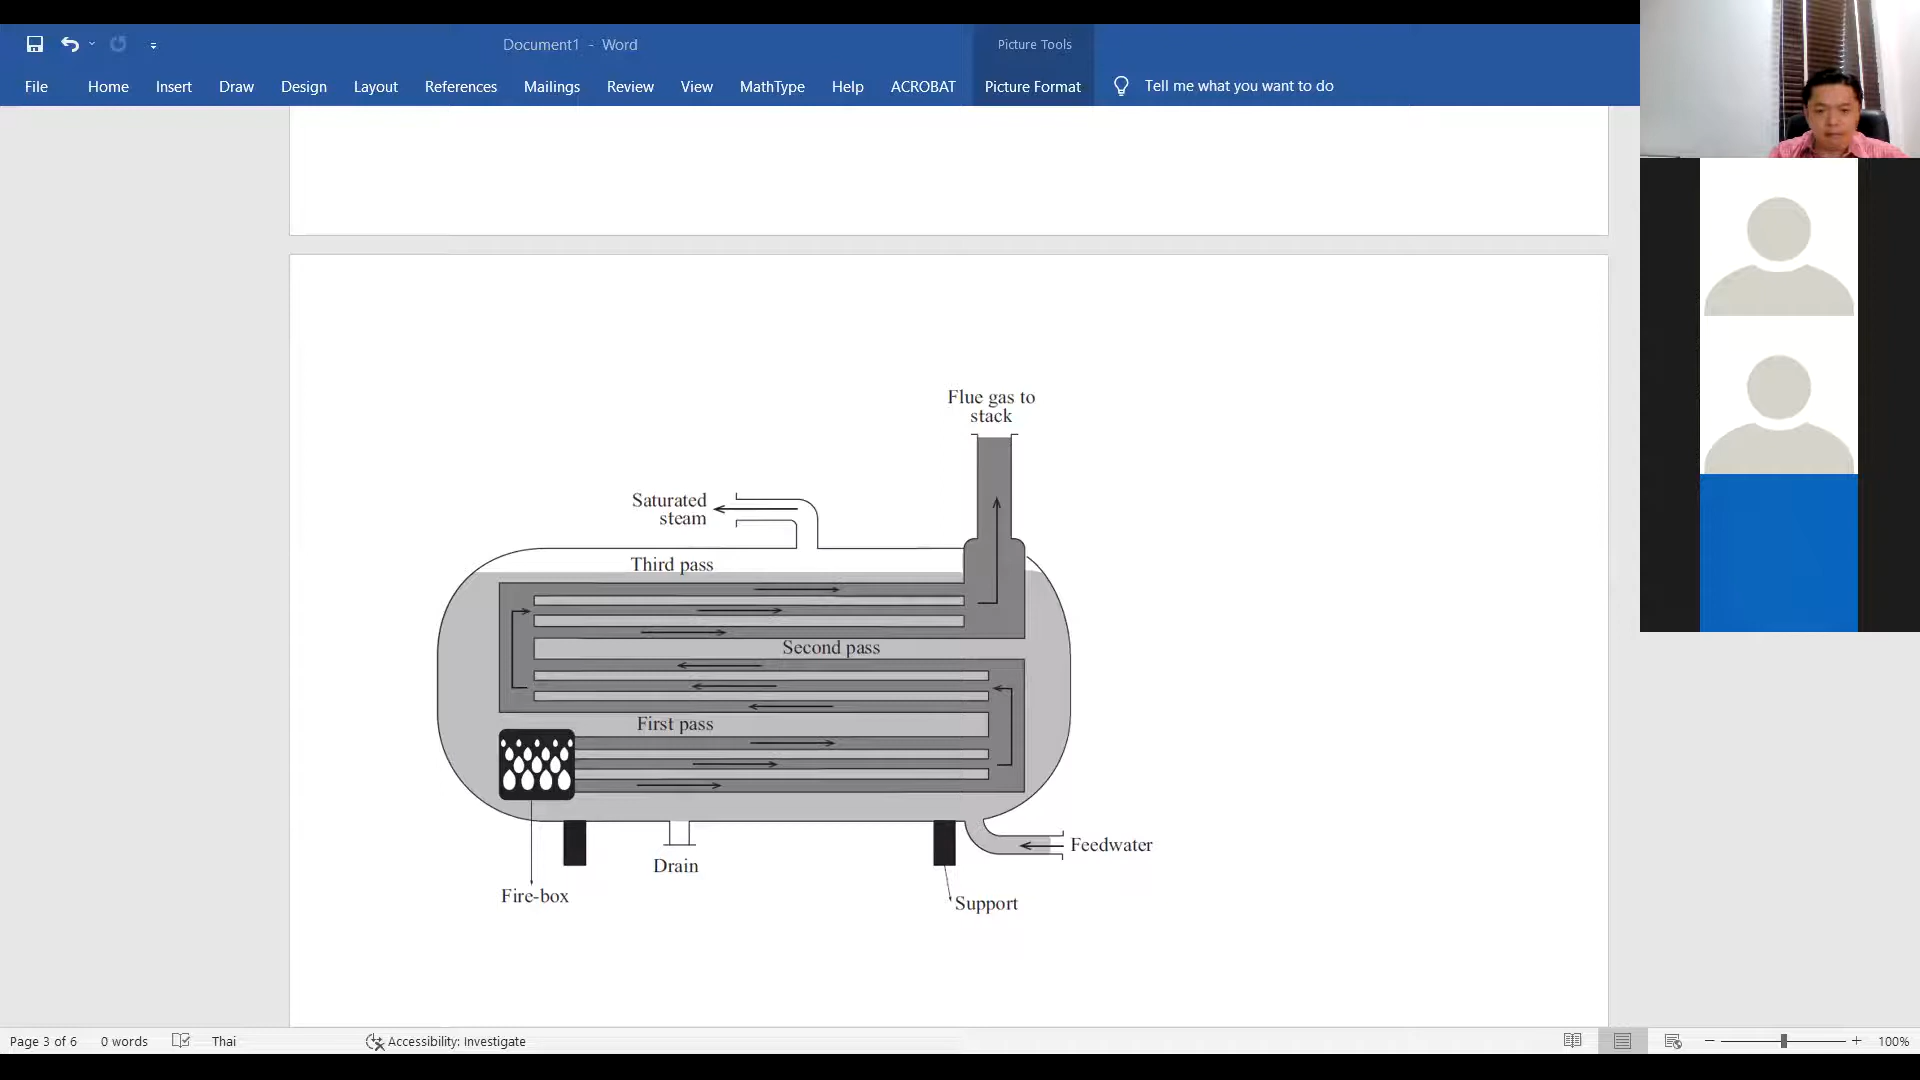 Document1 - Word
Picture Tools
File Home Insert Draw Design Layout References Mailings Review View MathType Help ACROBAT Picture Format Tell me what you want to do
Flue gas to
stack
Saturated
steam
Third pass
Second pass
First pass
Feedwater
Drain
Fire-box
Support
Page 3 of 6 0 words Thai Accessibility: Investigate 100%